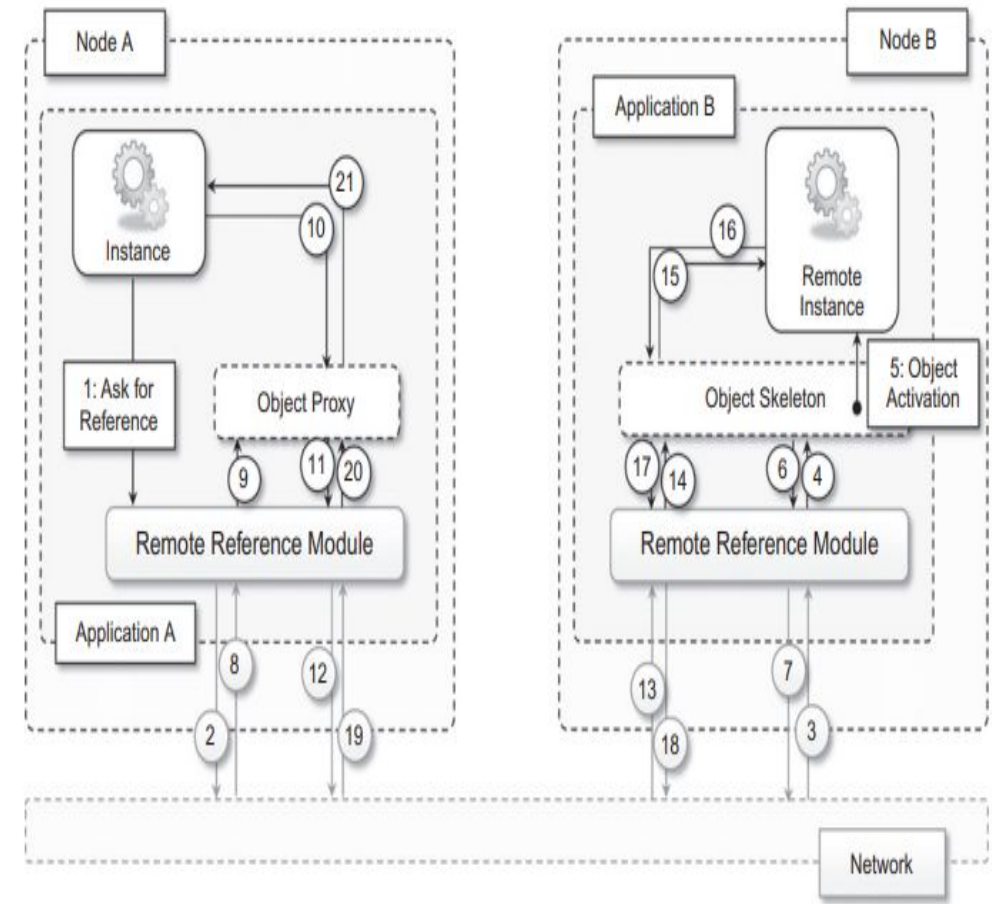 Node A
Node B
Application B
Instance
21
10
16
15
Remote
Instance
1: Ask for
Reference
Object Proxy
Object Skeleton
5: Object
Activation
9
11
20
17
14
6
4
Remote Reference Module
Remote Reference Module
Application A
8
12
13
7
2
19
18
3
Network